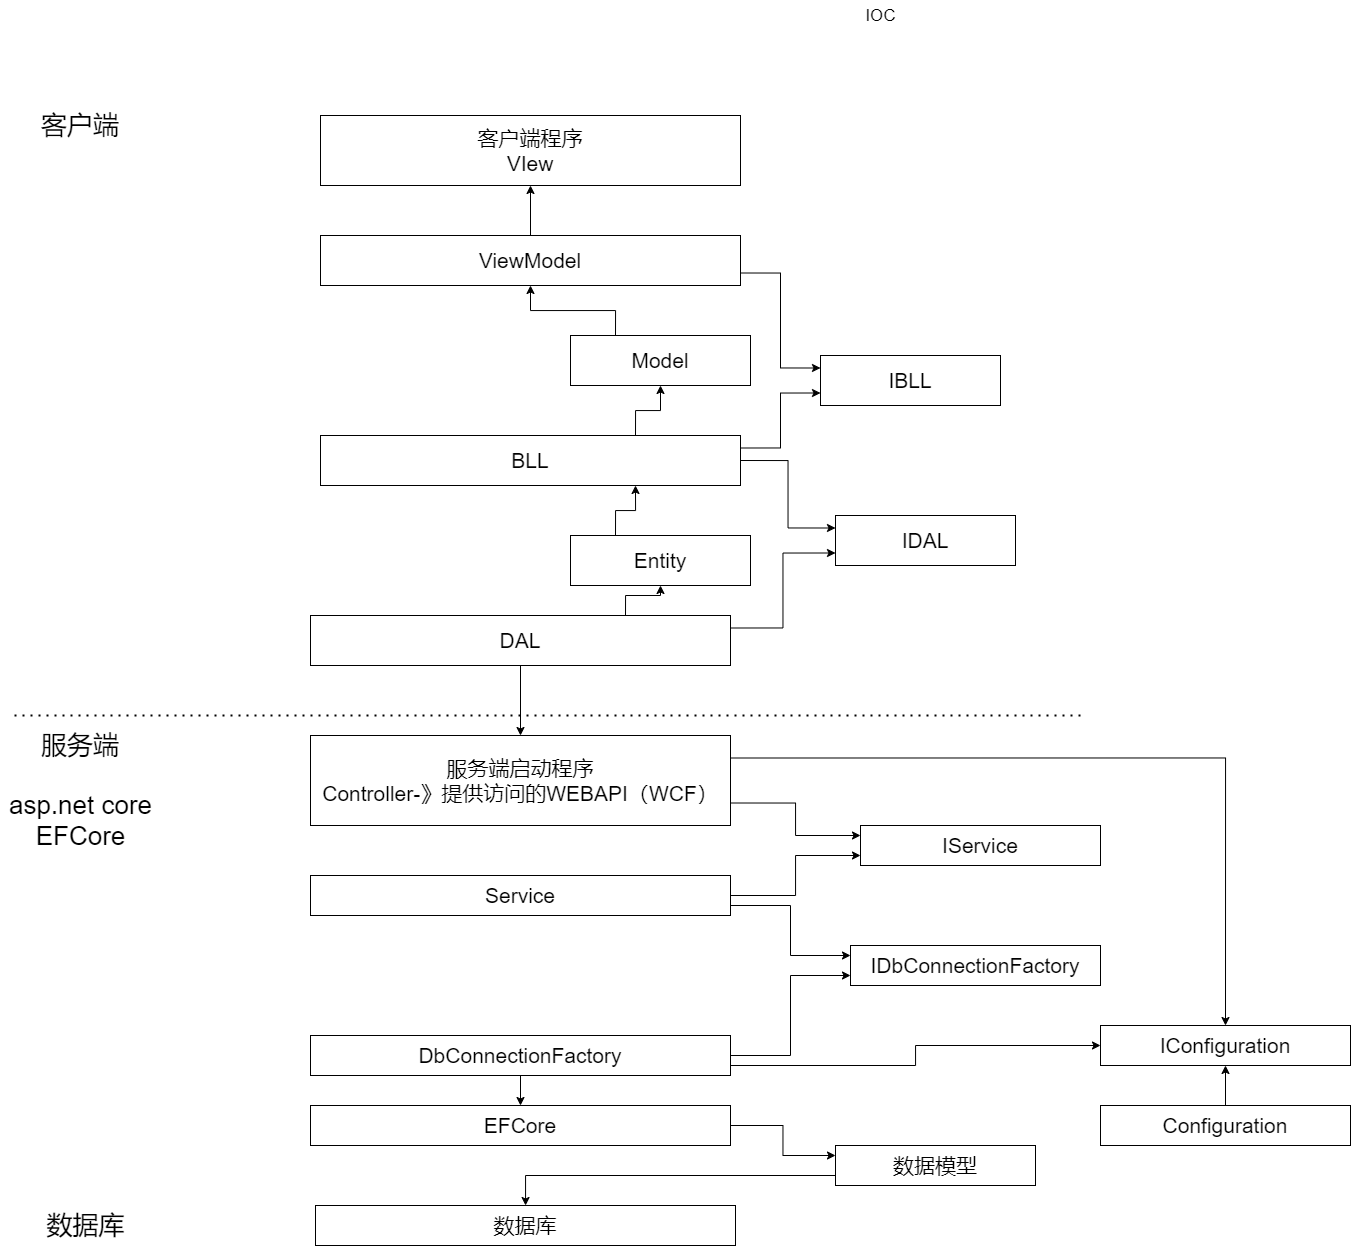 IOC
客户端
客户端程序
VIew
ViewModel
Model
IBLL
BLL
IDAL
Entity
DAL
服务端
asp.net core
EFCore
服务端启动程序
Controller-》提供访问的WEBAPI（WCF）
IService
Service
IDbConnectionFactory
DbConnectionFactory
IConfiguration
EFCore
Configuration
数据模型
数据库
数据库